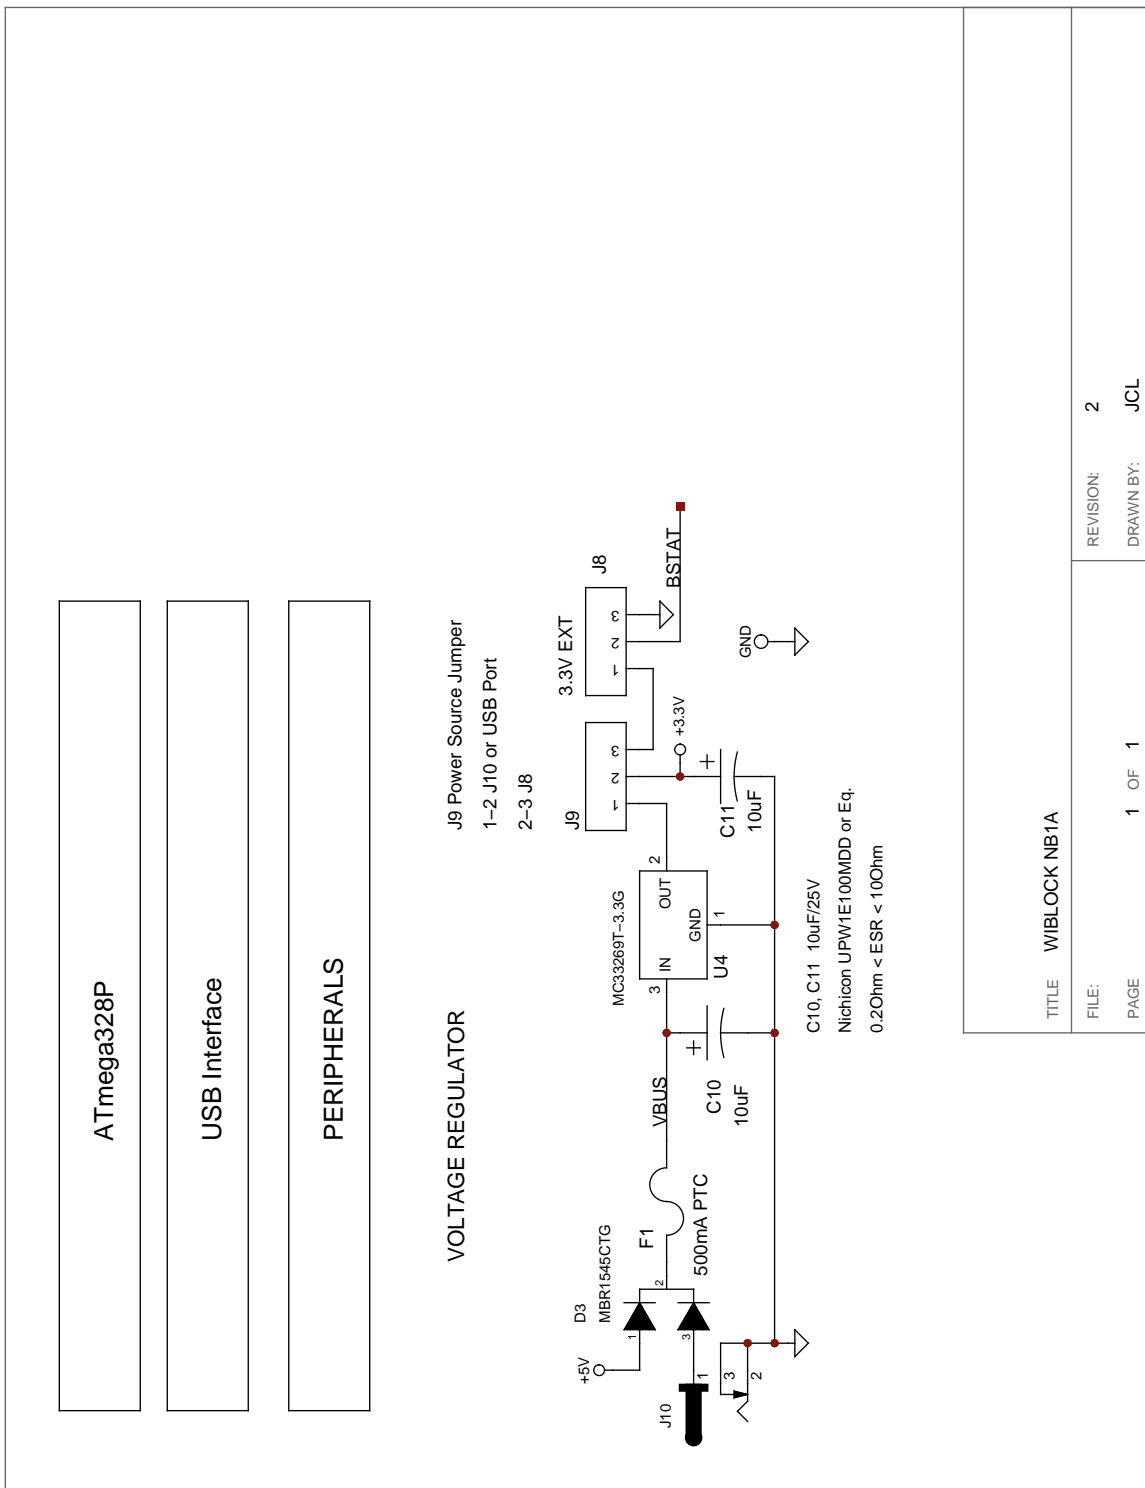 ATmega328P
USB Interface
PERIPHERALS
VOLTAGE REGULATOR
J9 Power Source Jumper
1−2 J10 or USB Port
2−3 J8
+5V
D3
MBR1545CTG
1
3
2
J10
1
3
2
F1
500mA PTC
VBUS
C10
10uF
+
MC33269T−3.3G
3
IN
OUT
2
GND
1
U4
J9
1
2
3
+3.3V
+
C11
10uF
3.3V EXT
J8
1
2
3
BSTAT
GND
C10, C11 10uF/25V
Nichicon UPW1E100MDD or Eq.
0.2Ohm < ESR < 10Ohm
TITLE WIBLOCK NB1A
FILE:
REVISION: 2
PAGE 1 OF 1
DRAWN BY: JCL